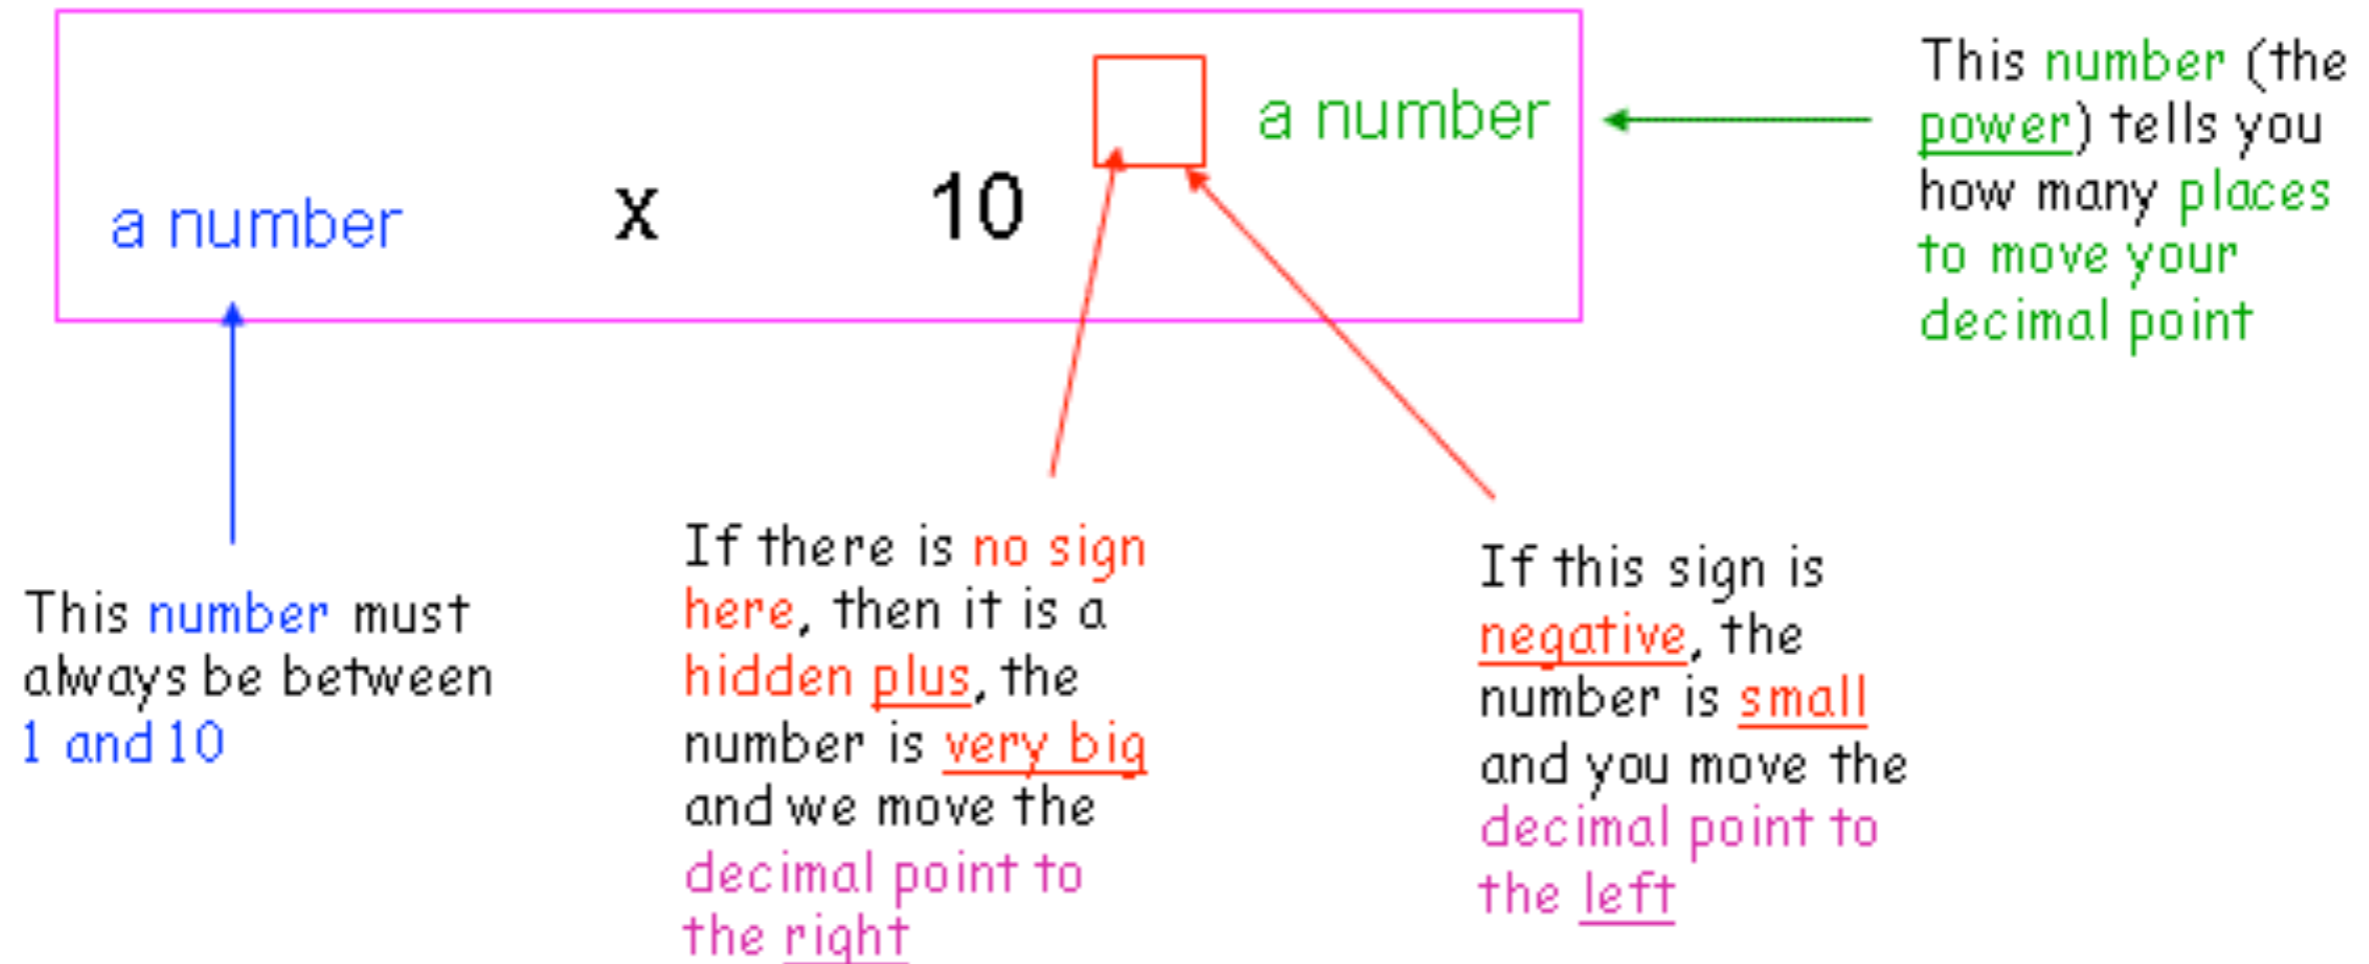 a number x 10 a number
This number (the
power) tells you
how many places
to move your
decimal point
This number must
always be between
1 and 10
If there is no sign
here, then it is a
hidden plus, the
number is very big
and we move the
decimal point to
the right
If this sign is
negative, the
number is small
and you move the
decimal point to
the left